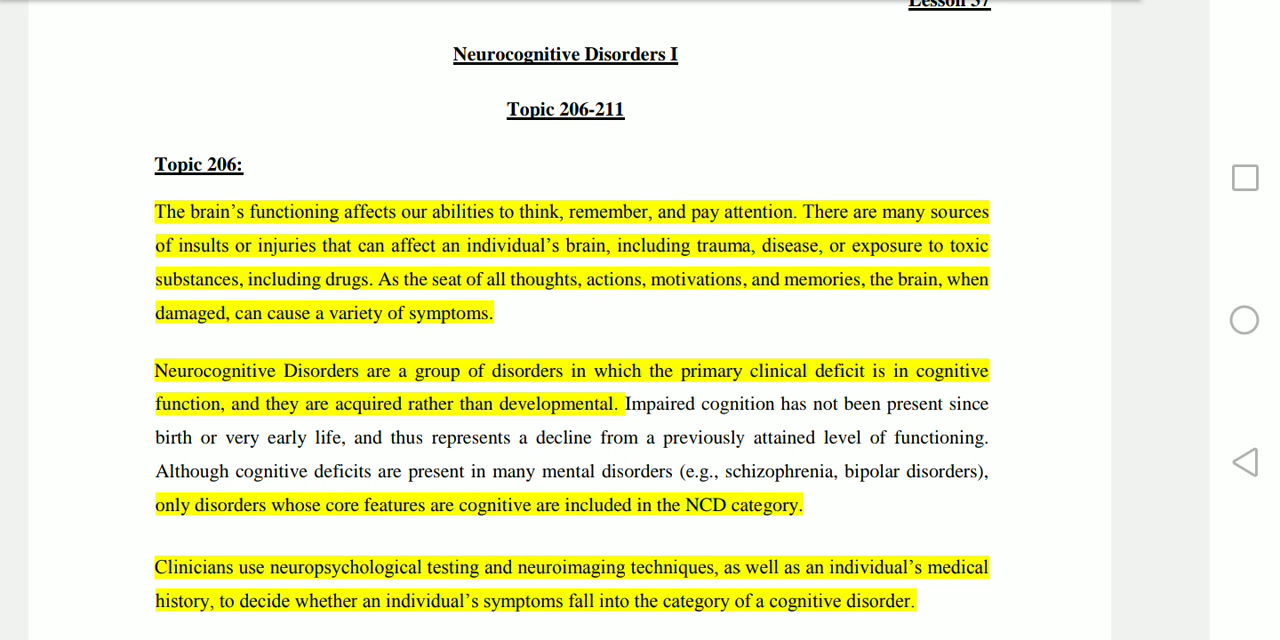 Lesson 37
Neurocognitive Disorders I
Topic 206-211
Topic 206:
The brain’s functioning affects our abilities to think, remember, and pay attention. There are many sources
of insults or injuries that can affect an individual’s brain, including trauma, disease, or exposure to toxic
substances, including drugs. As the seat of all thoughts, actions, motivations, and memories, the brain, when
damaged, can cause a variety of symptoms.
Neurocognitive Disorders are a group of disorders in which the primary clinical deficit is in cognitive
function, and they are acquired rather than developmental. Impaired cognition has not been present since
birth or very early life, and thus represents a decline from a previously attained level of functioning.
Although cognitive deficits are present in many mental disorders (e.g., schizophrenia, bipolar disorders),
only disorders whose core features are cognitive are included in the NCD category.
Clinicians use neuropsychological testing and neuroimaging techniques, as well as an individual’s medical
history, to decide whether an individual’s symptoms fall into the category of a cognitive disorder.